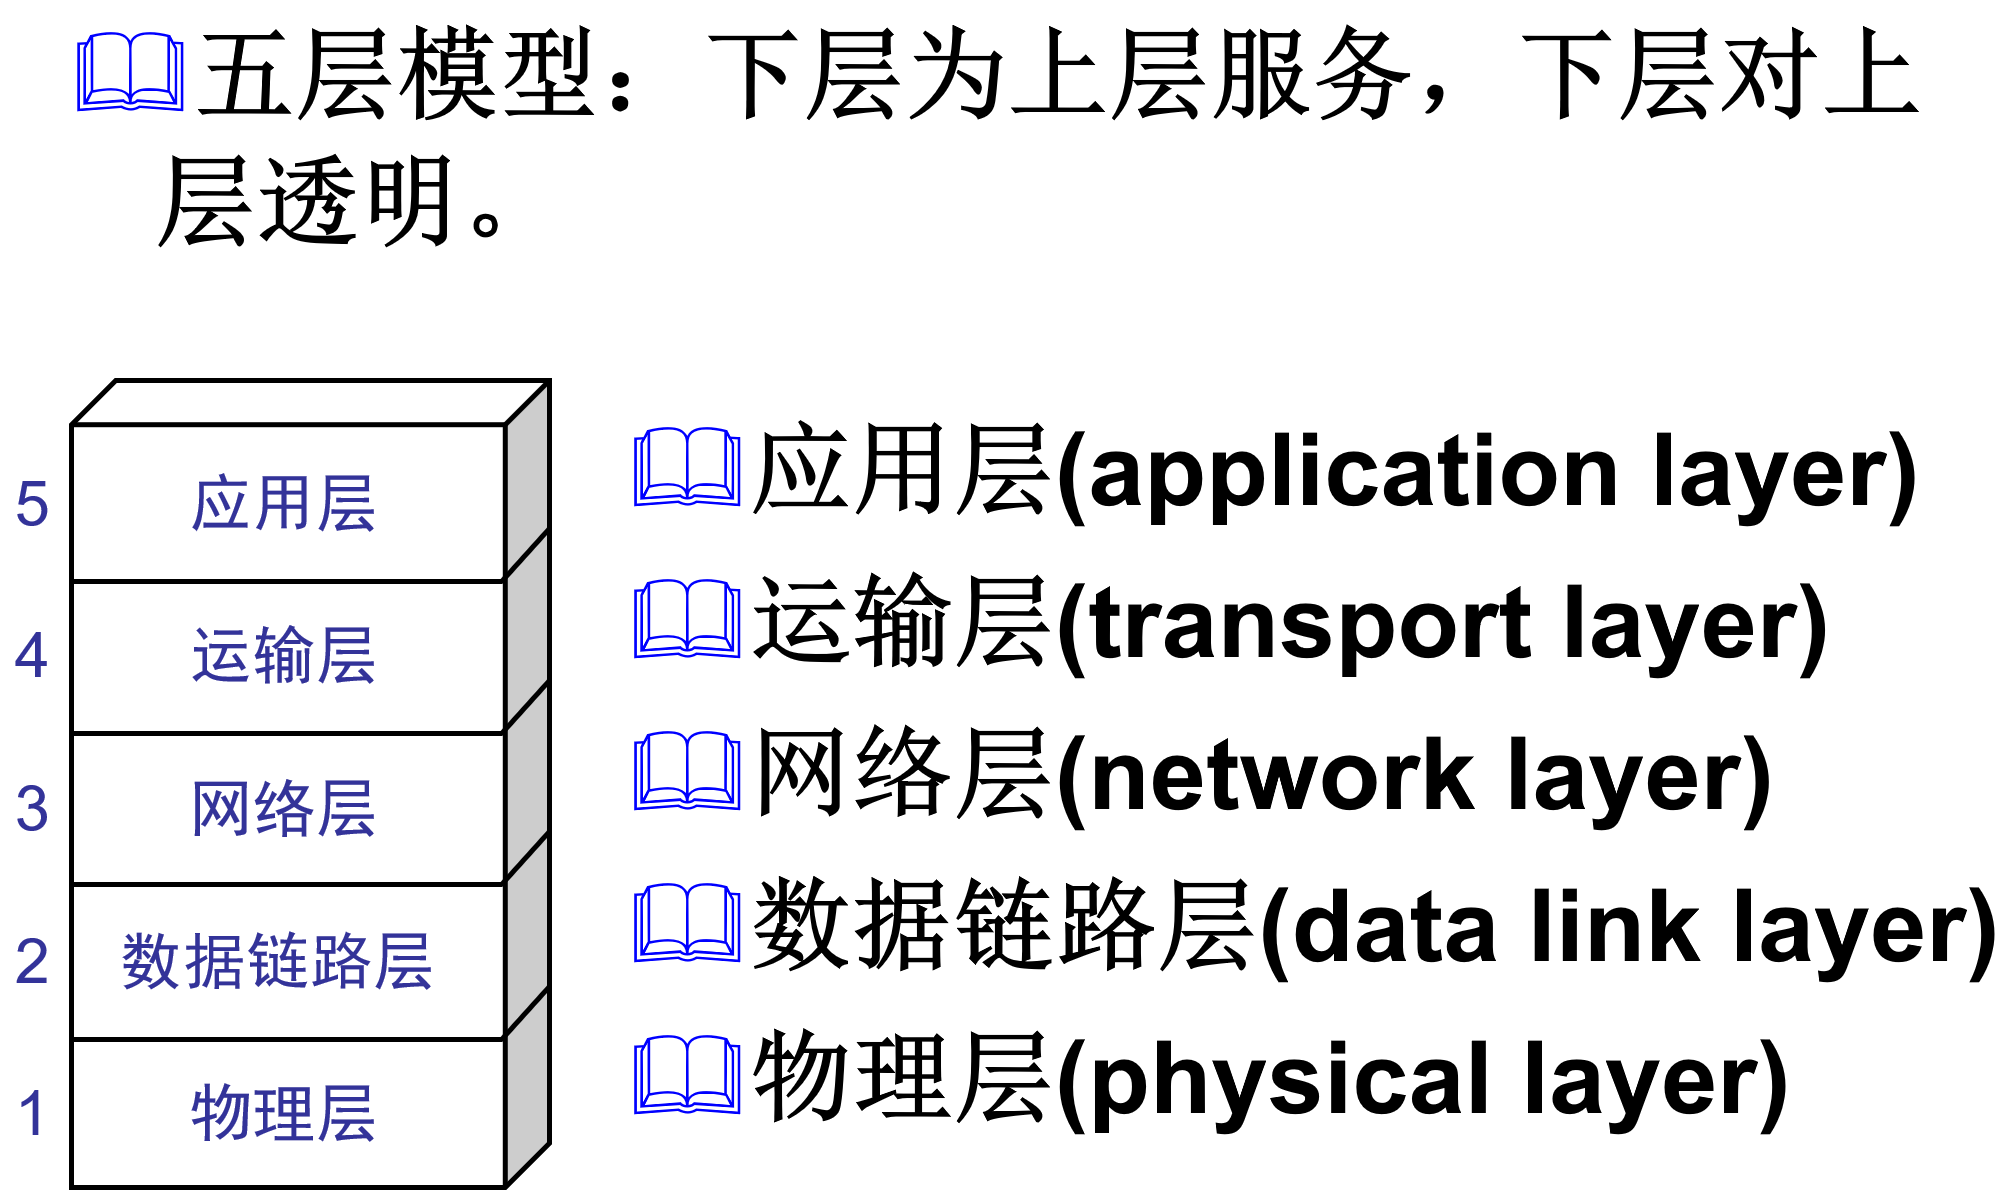 五层模型：下层为上层服务，下层对上
层透明。
5 应用层
4 运输层
3 网络层
2 数据链路层
1 物理层
应用层(application layer)
运输层(transport layer)
网络层(network layer)
数据链路层(data link layer)
物理层(physical layer)